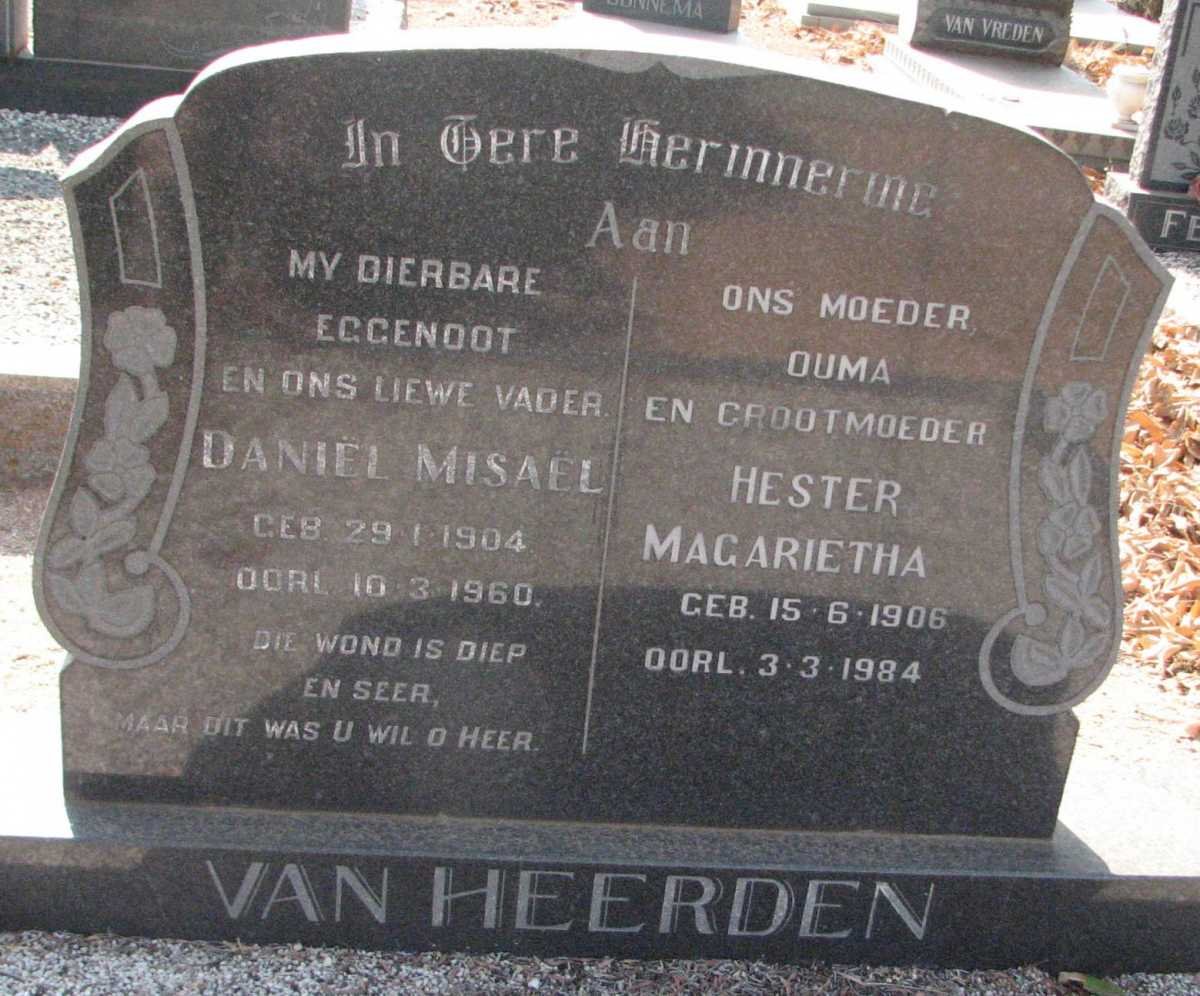 GUNNEMA
VAN VREDEN
In Tere Herinnering
Aan
MY DIERBARE
EGGENOOT
EN ONS LIEWE VADER.
DANIËL MISAËL
GEB. 29·1·1904.
OORL. 10·3·1960.
DIE WOND IS DIEP
EN SEER,
MAAR DIT WAS U WIL O HEER.
ONS MOEDER,
OUMA
EN GROOTMOEDER
HESTER
MAGARIETHA
GEB. 15·6·1906
OORL. 3·3·1984
VAN HEERDEN